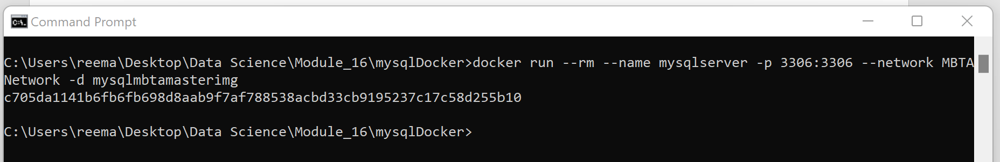 Command Prompt
C:\Users\reema\Desktop\Data Science\Module_16\mysqlDocker>docker run --rm --name mysqlserver -p 3306:3306 --network MBTA
Network -d mysqlmbtamasterimg
c705da1141b6fb6fb698d8aab9f7af788538acbd33cb9195237c17c58d255b10
C:\Users\reema\Desktop\Data Science\Module_16\mysqlDocker>